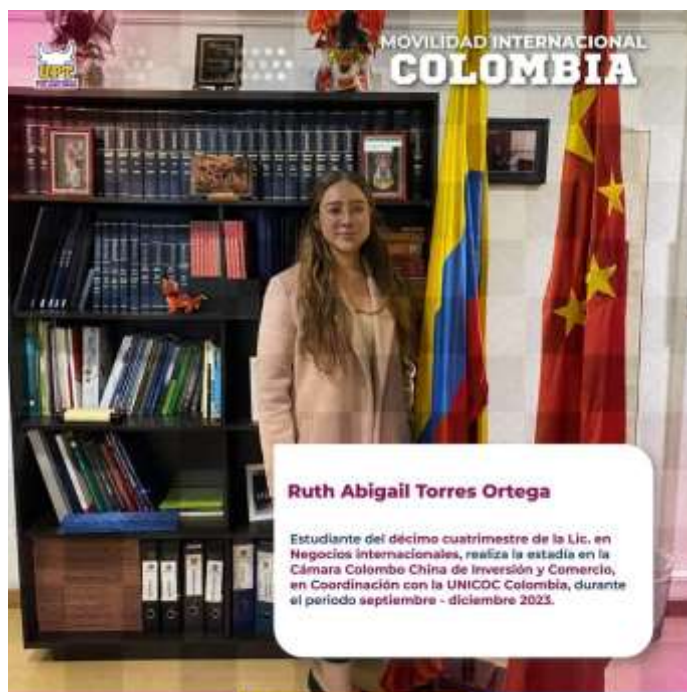 UPT
MOVILIDAD INTERNACIONAL
COLOMBIA
Ruth Abigail Torres Ortega
Estudiante del décimo cuatrimestre de la Lic. en
Negocios internacionales, realiza la estadía en la
Cámara Colombo China de Inversión y Comercio,
en Coordinación con la UNICOC Colombia, durante
el periodo septiembre - diciembre 2023.